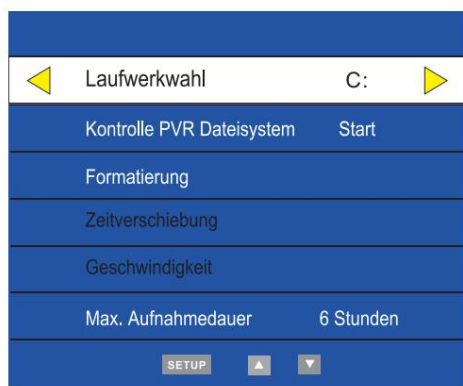 Laufwerkwahl C:
Kontrolle PVR Dateisystem Start
Formatierung
Zeitverschiebung
Geschwindigkeit
Max. Aufnahmedauer 6 Stunden
SETUP